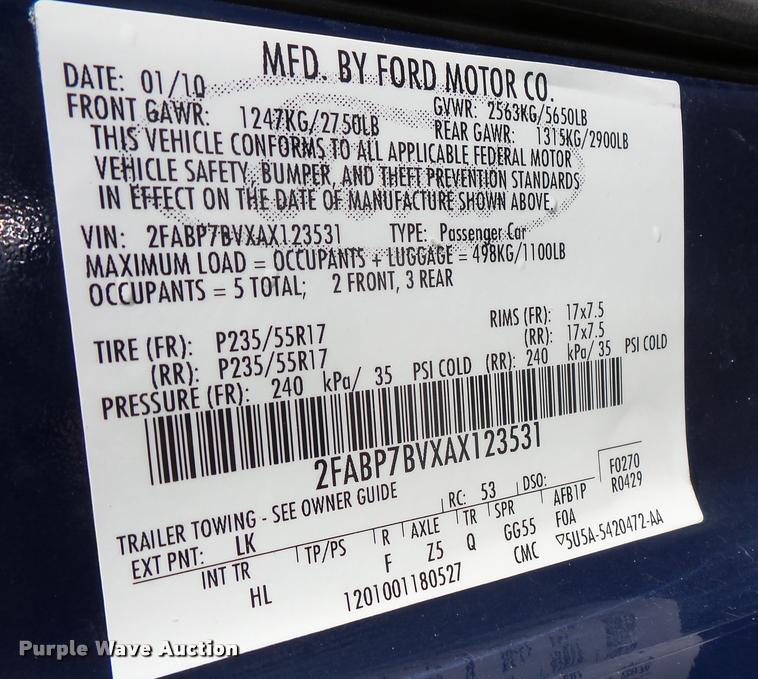 MFD. BY FORD MOTOR CO.
DATE: 01/10 GVWR: 2563KG/5650LB
FRONT GAWR: 1247KG/2750LB REAR GAWR: 1315KG/2900LB
THIS VEHICLE CONFORMS TO ALL APPLICABLE FEDERAL MOTOR
VEHICLE SAFETY, BUMPER, AND THEFT PREVENTION STANDARDS
IN EFFECT ON THE DATE OF MANUFACTURE SHOWN ABOVE.
VIN: 2FABP7BVXAX123531 TYPE: Passenger Car
MAXIMUM LOAD = OCCUPANTS + LUGGAGE = 498KG/1100LB
OCCUPANTS = 5 TOTAL; 2 FRONT, 3 REAR
TIRE (FR): P235/55R17 RIMS (FR): 17x7.5
(RR): P235/55R17 (RR): 17x7.5
PRESSURE (FR): 240 kPa/ 35 PSI COLD (RR): 240 kPa/ 35 PSI COLD
2FABP7BVXAX123531
TRAILER TOWING - SEE OWNER GUIDE RC: 53 DSO: F0270
EXT PNT: LK R0429
INT TR TP/PS R AXLE TR SPR AFB1P
HL F Z5 Q GG55 FOA
1201001180527 CMC ▽5U5A-5420472-AA
Purple Wave Auction